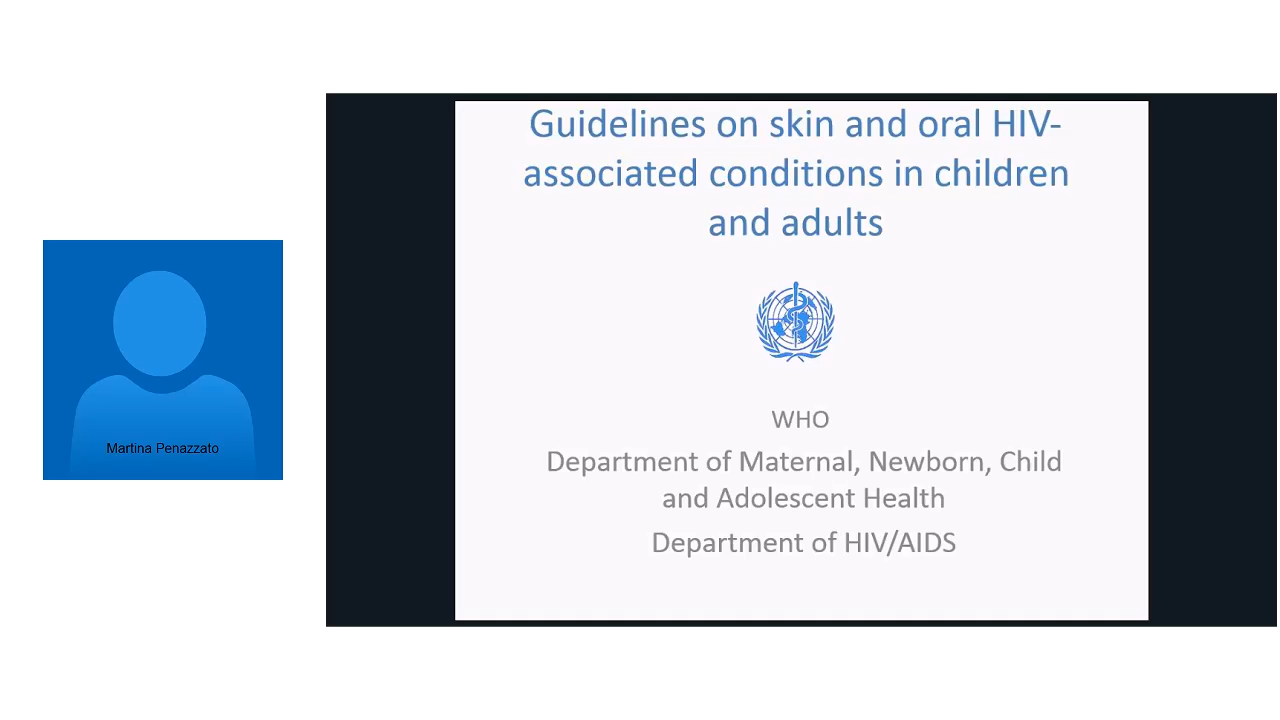 Guidelines on skin and oral HIV-
associated conditions in children
and adults
WHO
Department of Maternal, Newborn, Child
and Adolescent Health
Department of HIV/AIDS
Martina Penazzato